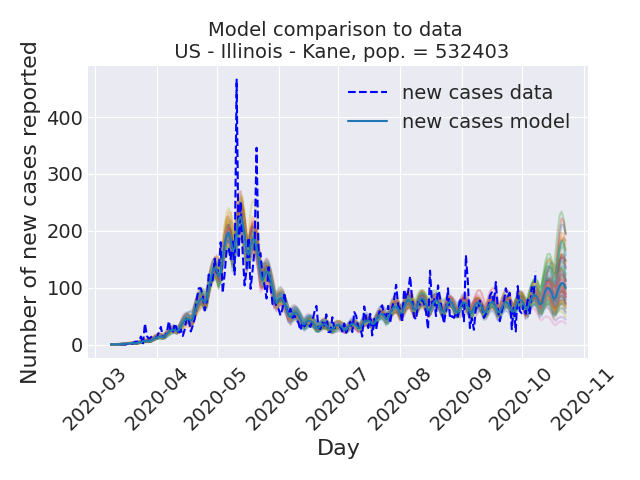 Model comparison to data
US - Illinois - Kane, pop. = 532403
Number of new cases reported
400
300
200
100
0
new cases data
new cases model
2020-03
2020-04
2020-05
2020-06
2020-07
2020-08
2020-09
2020-10
2020-11
Day